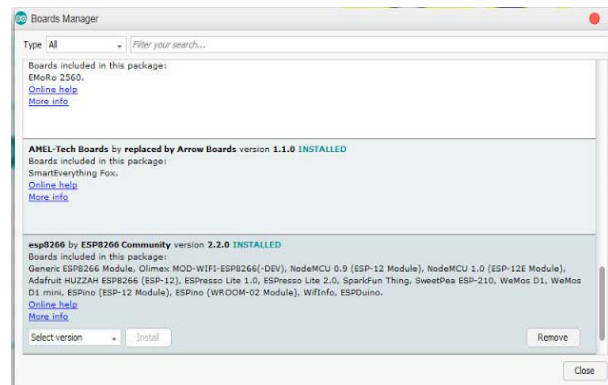 Boards Manager
Type All Filter your search...
Boards included in this package:
EMoRo 2560.
Online help
More info
AMEL-Tech Boards by replaced by Arrow Boards version 1.1.0 INSTALLED
Boards included in this package:
SmartEverything Fox.
Online help
More info
esp8266 by ESP8266 Community version 2.2.0 INSTALLED
Boards included in this package:
Generic ESP8266 Module, Olimex MOD-WIFI-ESP8266(-DEV), NodeMCU 0.9 (ESP-12 Module), NodeMCU 1.0 (ESP-12E Module),
Adafruit HUZZAH ESP8266 (ESP-12), ESPresso Lite 1.0, ESPresso Lite 2.0, SparkFun Thing, SweetPea ESP-210, WeMos D1, WeMos
D1 mini, ESPino (ESP-12 Module), ESPino (WROOM-02 Module), WifInfo, ESPDuino.
Online help
More info
Select version Install Remove
Close